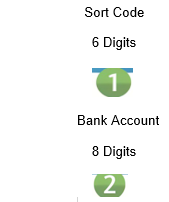 Sort Code
6 Digits
1
Bank Account
8 Digits
2